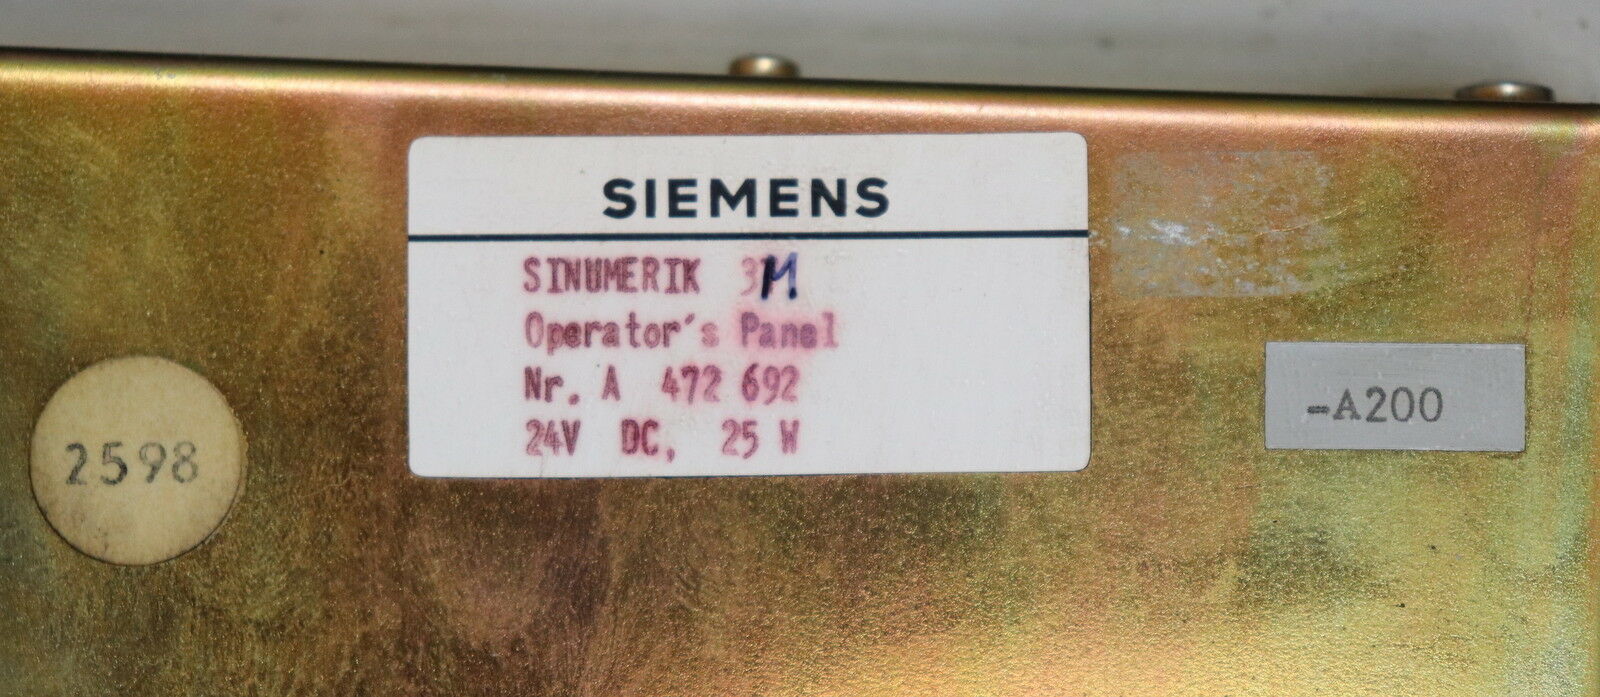 SIEMENS
SINUMERIK 3M
Operator's Panel
Nr. A 472 692
24V DC, 25 W
2598
-A200